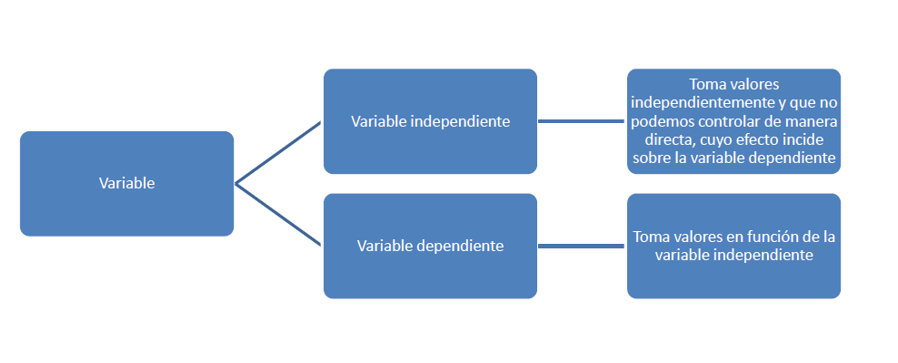 Variable
Variable independiente
Toma valores
independientemente y que no
podemos controlar de manera
directa, cuyo efecto incide
sobre la variable dependiente
Variable dependiente
Toma valores en función de la
variable independiente